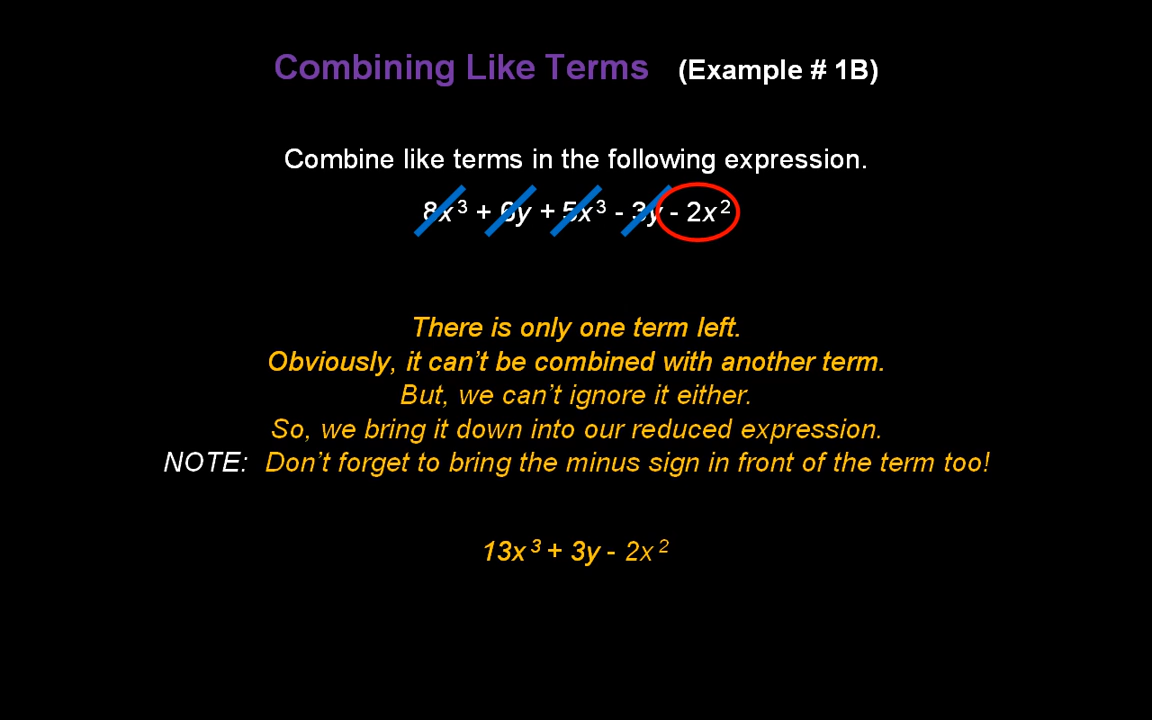 Combining Like Terms (Example # 1B)
Combine like terms in the following expression.
8x³ + 6y + 5x³ - 3y - 2x²
There is only one term left.
Obviously, it can’t be combined with another term.
But, we can’t ignore it either.
So, we bring it down into our reduced expression.
NOTE: Don’t forget to bring the minus sign in front of the term too!
13x³ + 3y - 2x²